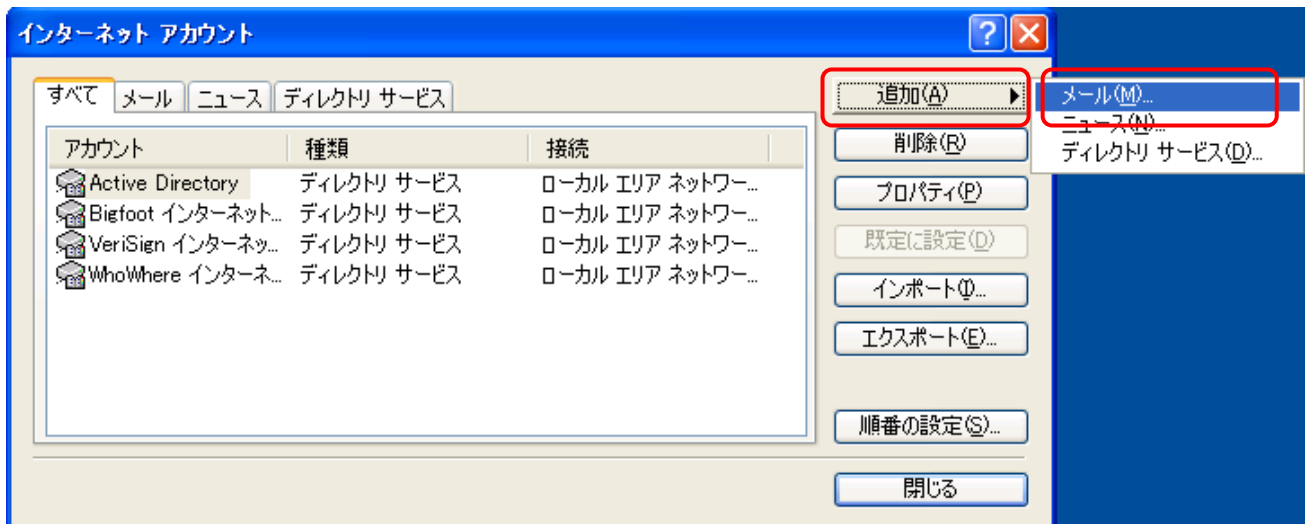 インターネット アカウント
すべて メール ニュース ディレクトリ サービス
追加(A)
メール(M)...
ニュース(N)...
ディレクトリ サービス(D)...
アカウント 種類 接続
Active Directory ディレクトリ サービス ローカル エリア ネットワー...
Bigfoot インターネット... ディレクトリ サービス ローカル エリア ネットワー...
VeriSign インターネッ... ディレクトリ サービス ローカル エリア ネットワー...
WhoWhere インターネ... ディレクトリ サービス ローカル エリア ネットワー...
削除(R)
プロパティ(P)
既定に設定(D)
インポート(I)...
エクスポート(E)...
順番の設定(S)...
閉じる